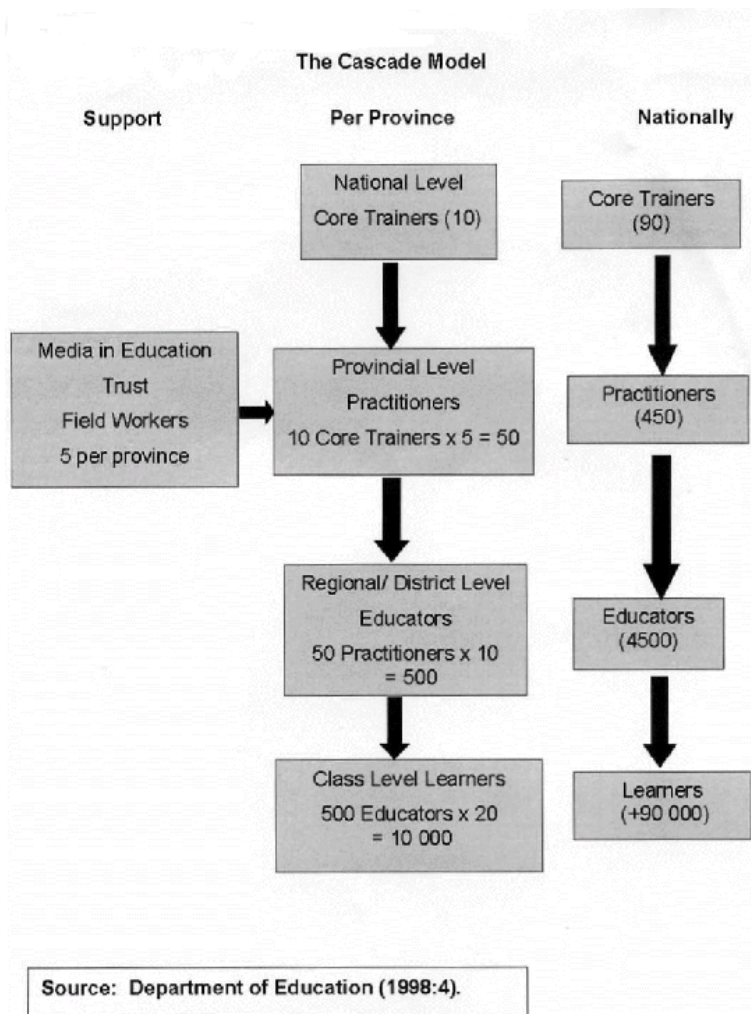 The Cascade Model
Support
Per Province
Nationally
National Level
Core Trainers (10)
Core Trainers
(90)
Media in Education
Trust
Field Workers
5 per province
Provincial Level
Practitioners
10 Core Trainers x 5 = 50
Practitioners
(450)
Regional/ District Level
Educators
50 Practitioners x 10
= 500
Educators
(4500)
Class Level Learners
500 Educators x 20
= 10 000
Learners
(+90 000)
Source: Department of Education (1998:4).